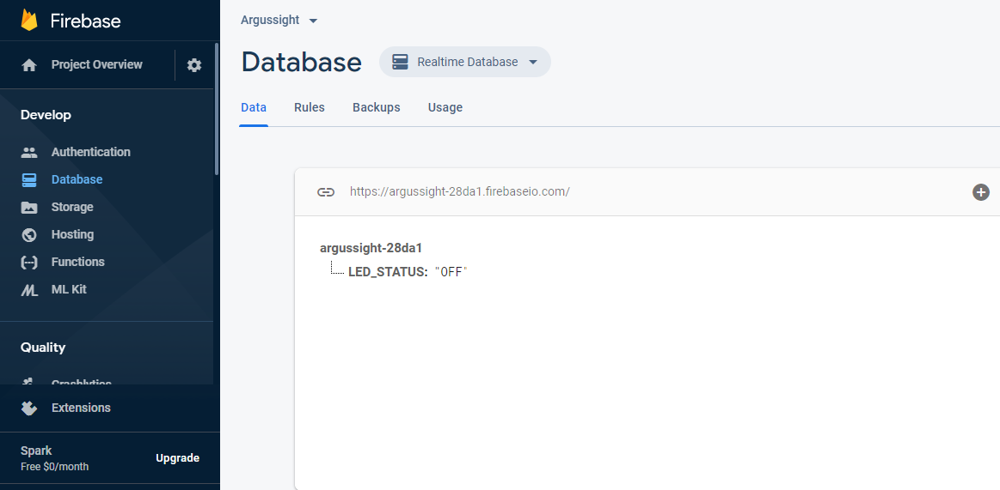 Firebase
Project Overview
Develop
Authentication
Database
Storage
Hosting
Functions
ML Kit
Quality
Crashlytics
Extensions
Spark
Free $0/month
Upgrade
Argussight
Database
Realtime Database
Data
Rules
Backups
Usage
https://argussight-28da1.firebaseio.com/
argussight-28da1
LED_STATUS: "OFF"